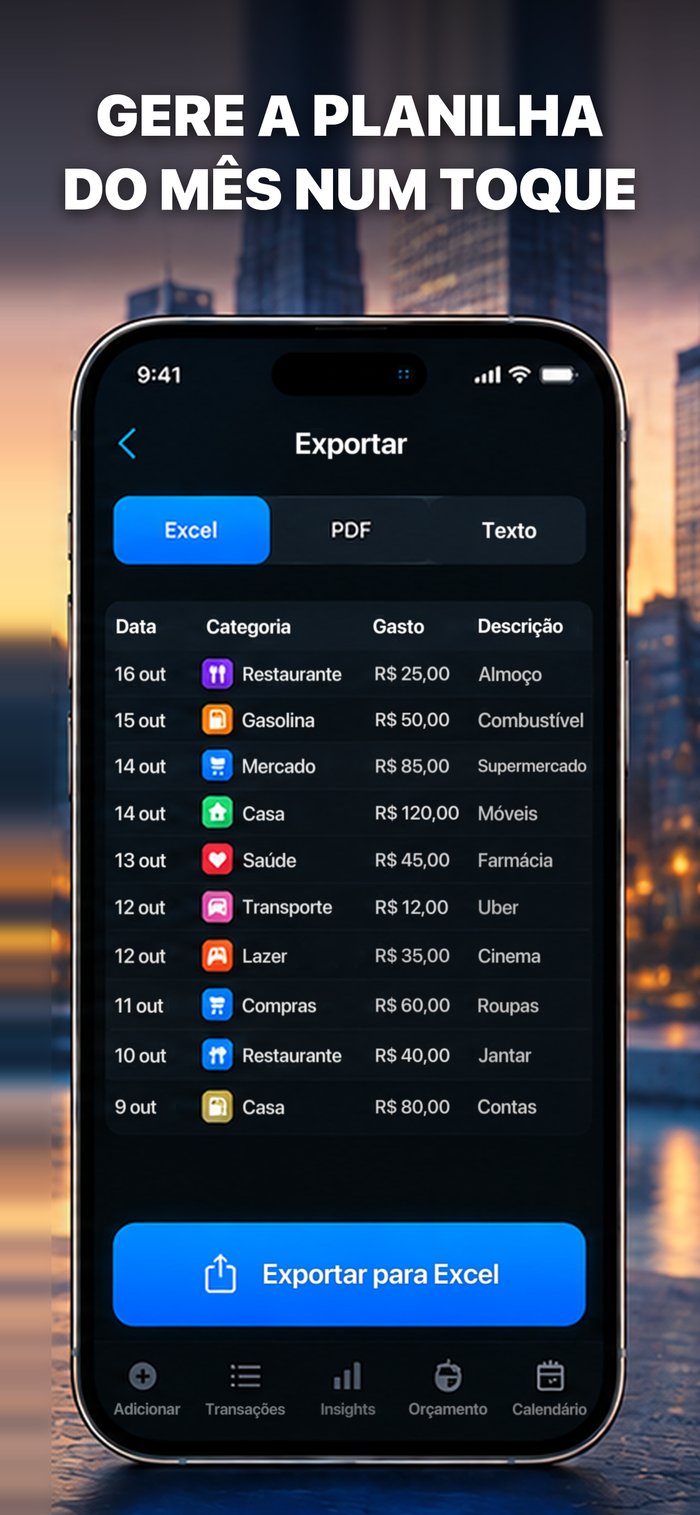 GERE A PLANILHA
DO MÊS NUM TOQUE
9:41
Exportar
Excel PDF Texto
Data Categoria Gasto Descrição
16 out Restaurante R$ 25,00 Almoço
15 out Gasolina R$ 50,00 Combustível
14 out Mercado R$ 85,00 Supermercado
14 out Casa R$ 120,00 Móveis
13 out Saúde R$ 45,00 Farmácia
12 out Transporte R$ 12,00 Uber
12 out Lazer R$ 35,00 Cinema
11 out Compras R$ 60,00 Roupas
10 out Restaurante R$ 40,00 Jantar
9 out Casa R$ 80,00 Contas
Exportar para Excel
Adicionar Transações Insights Orçamento Calendário